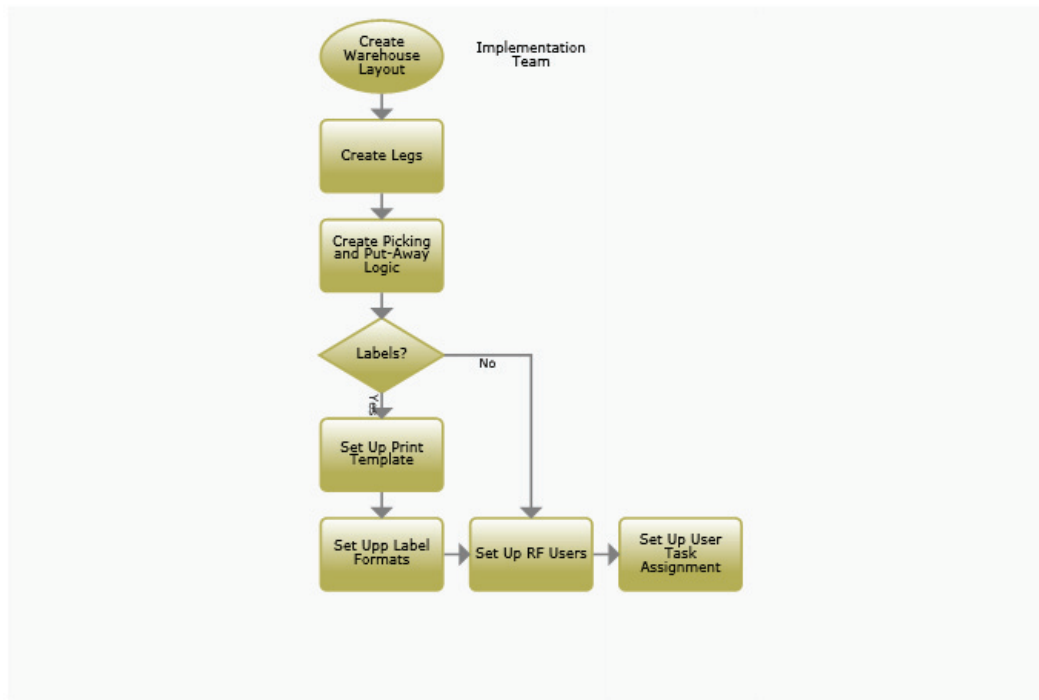 Create
Warehouse
Layout
Implementation
Team
Create Legs
Create Picking
and Put-Away
Logic
Labels?
No
Yes
Set Up Print
Template
Set Upp Label
Formats
Set Up RF Users
Set Up User
Task
Assignment